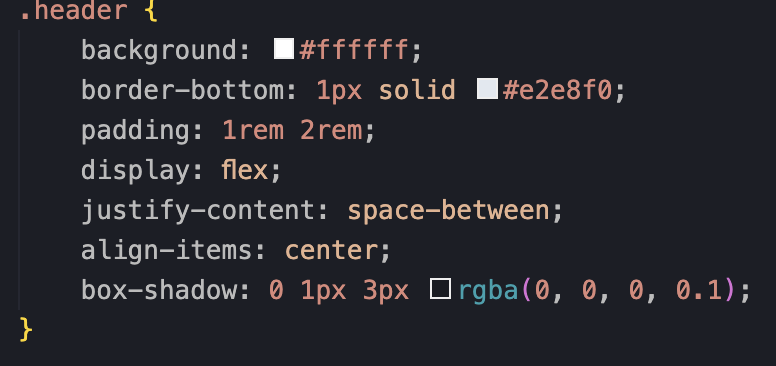 .header {
    background: #ffffff;
    border-bottom: 1px solid #e2e8f0;
    padding: 1rem 2rem;
    display: flex;
    justify-content: space-between;
    align-items: center;
    box-shadow: 0 1px 3px rgba(0, 0, 0, 0.1);
}